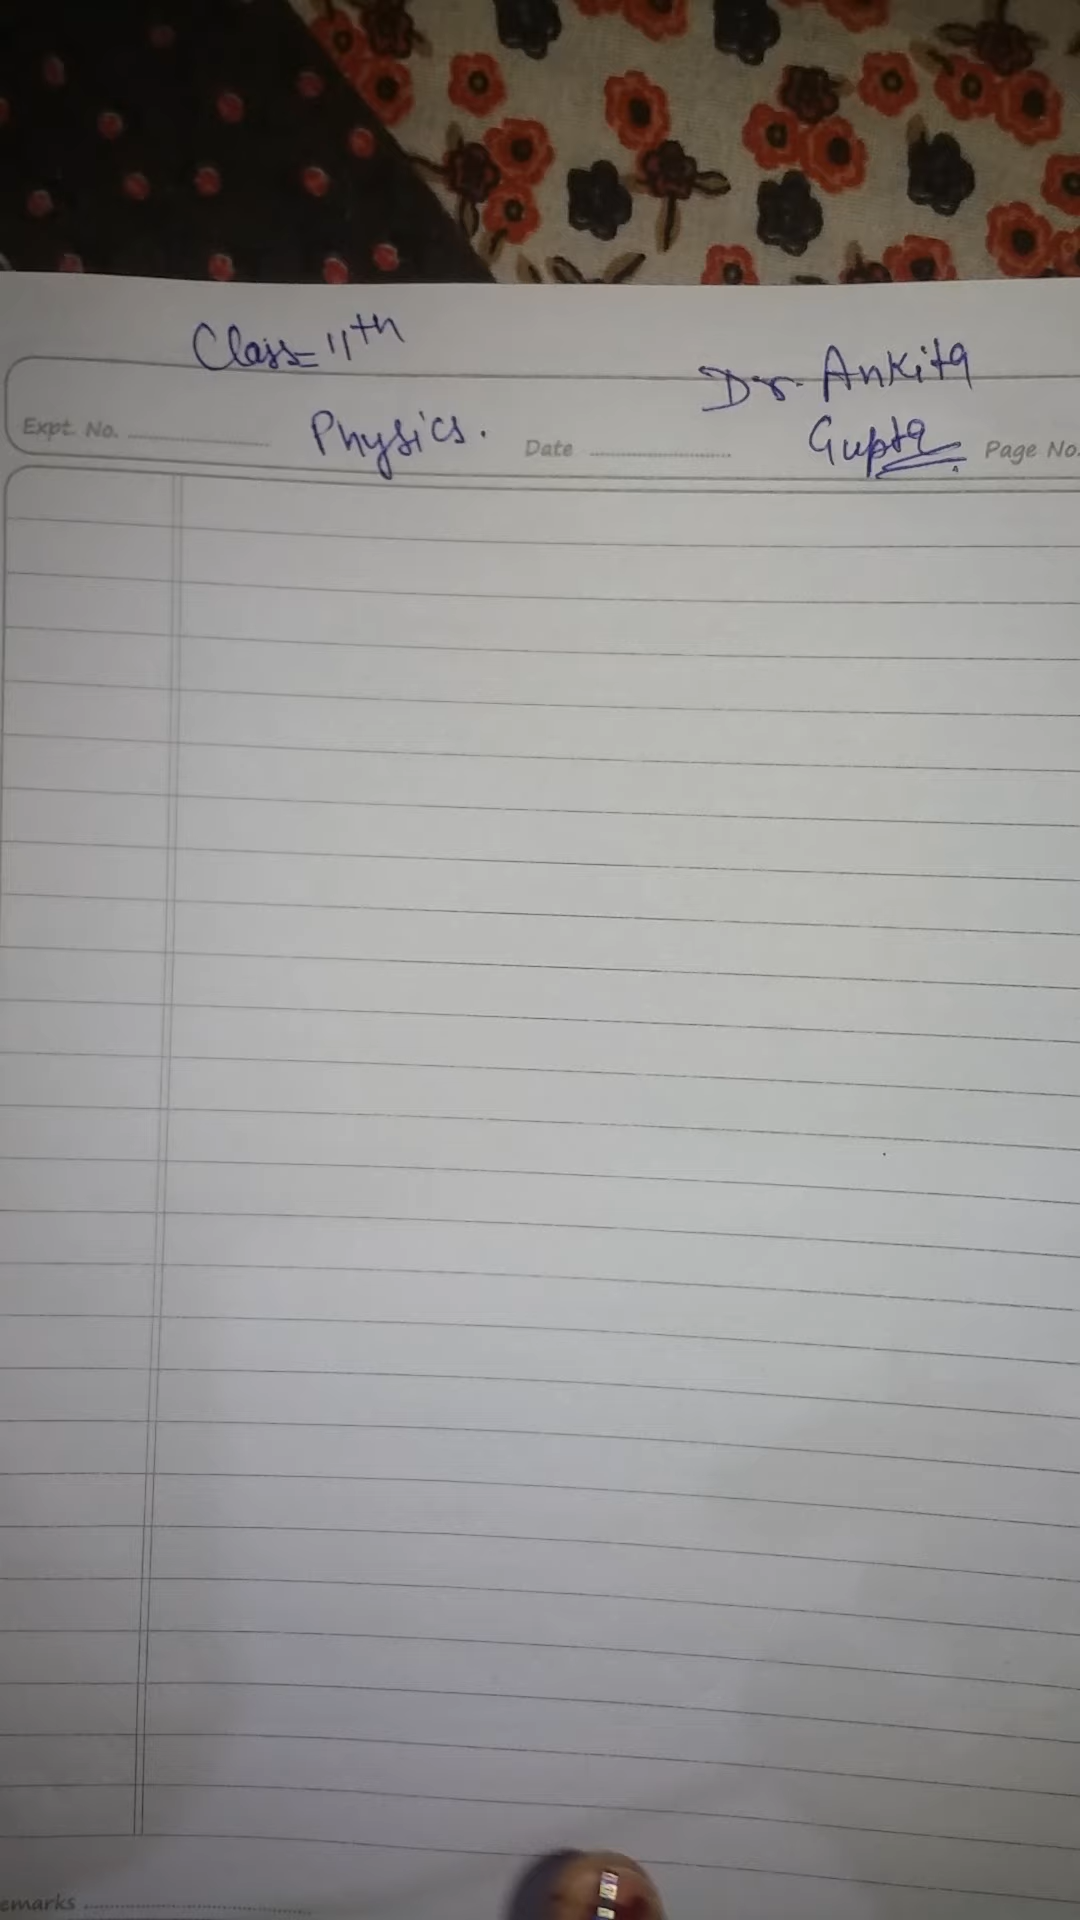 Class- 11th
Dr. Ankita
Expt. No. Physics. Date Gupta Page No.
emarks